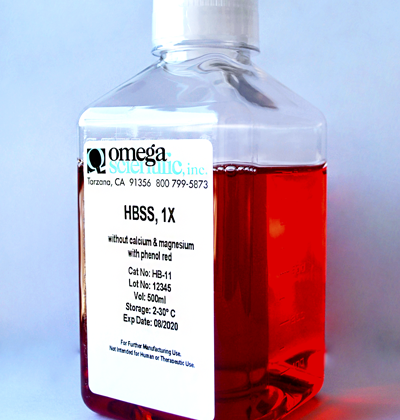 Ω omega
scientific, inc.
Tarzana, CA 91356 800 799-5873
HBSS, 1X
without calcium & magnesium
with phenol red
Cat No: HB-11
Lot No: 12345
Vol: 500ml
Storage: 2-30° C
Exp Date: 08/2020
For Further Manufacturing Use.
Not Intended for Human or Therapeutic Use.